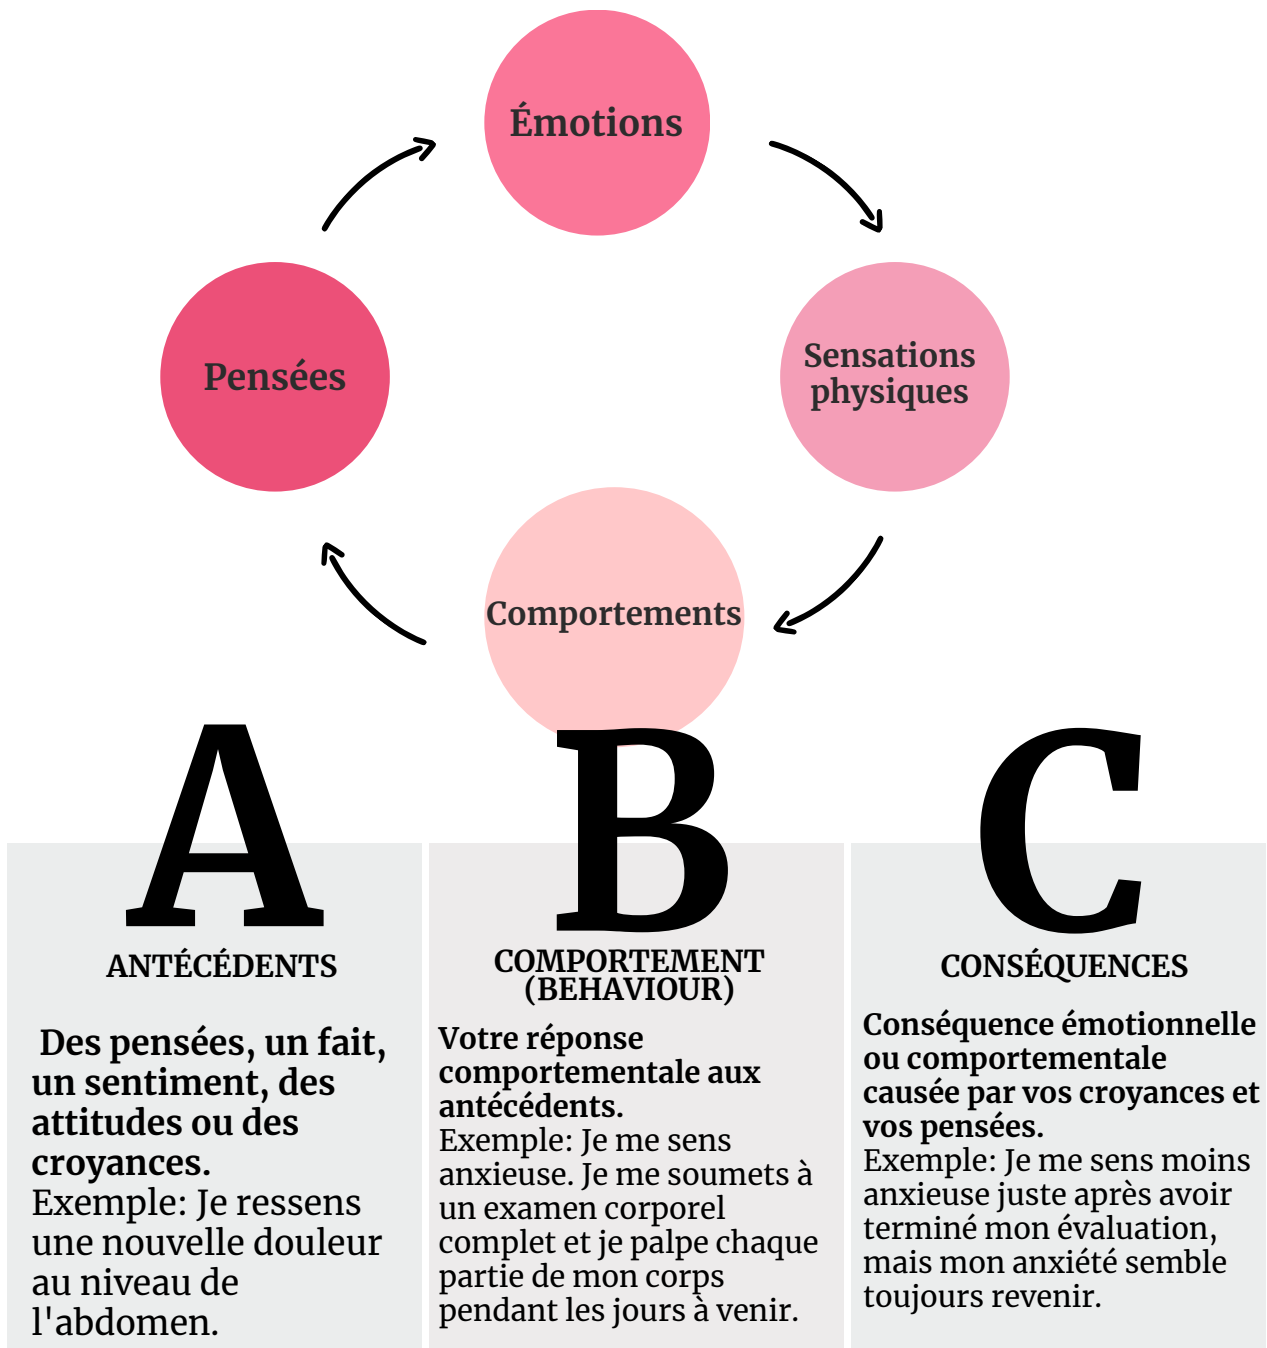 Émotions
Pensées
Sensations
physiques
Comportements
A
ANTÉCÉDENTS
Des pensées, un fait,
un sentiment, des
attitudes ou des
croyances.
Exemple: Je ressens
une nouvelle douleur
au niveau de
l'abdomen.
B
COMPORTEMENT
(BEHAVIOUR)
Votre réponse
comportementale aux
antécédents.
Exemple: Je me sens
anxieuse. Je me soumets à
un examen corporel
complet et je palpe chaque
partie de mon corps
pendant les jours à venir.
C
CONSÉQUENCES
Conséquence émotionnelle
ou comportementale
causée par vos croyances et
vos pensées.
Exemple: Je me sens moins
anxieuse juste après avoir
terminé mon évaluation,
mais mon anxiété semble
toujours revenir.